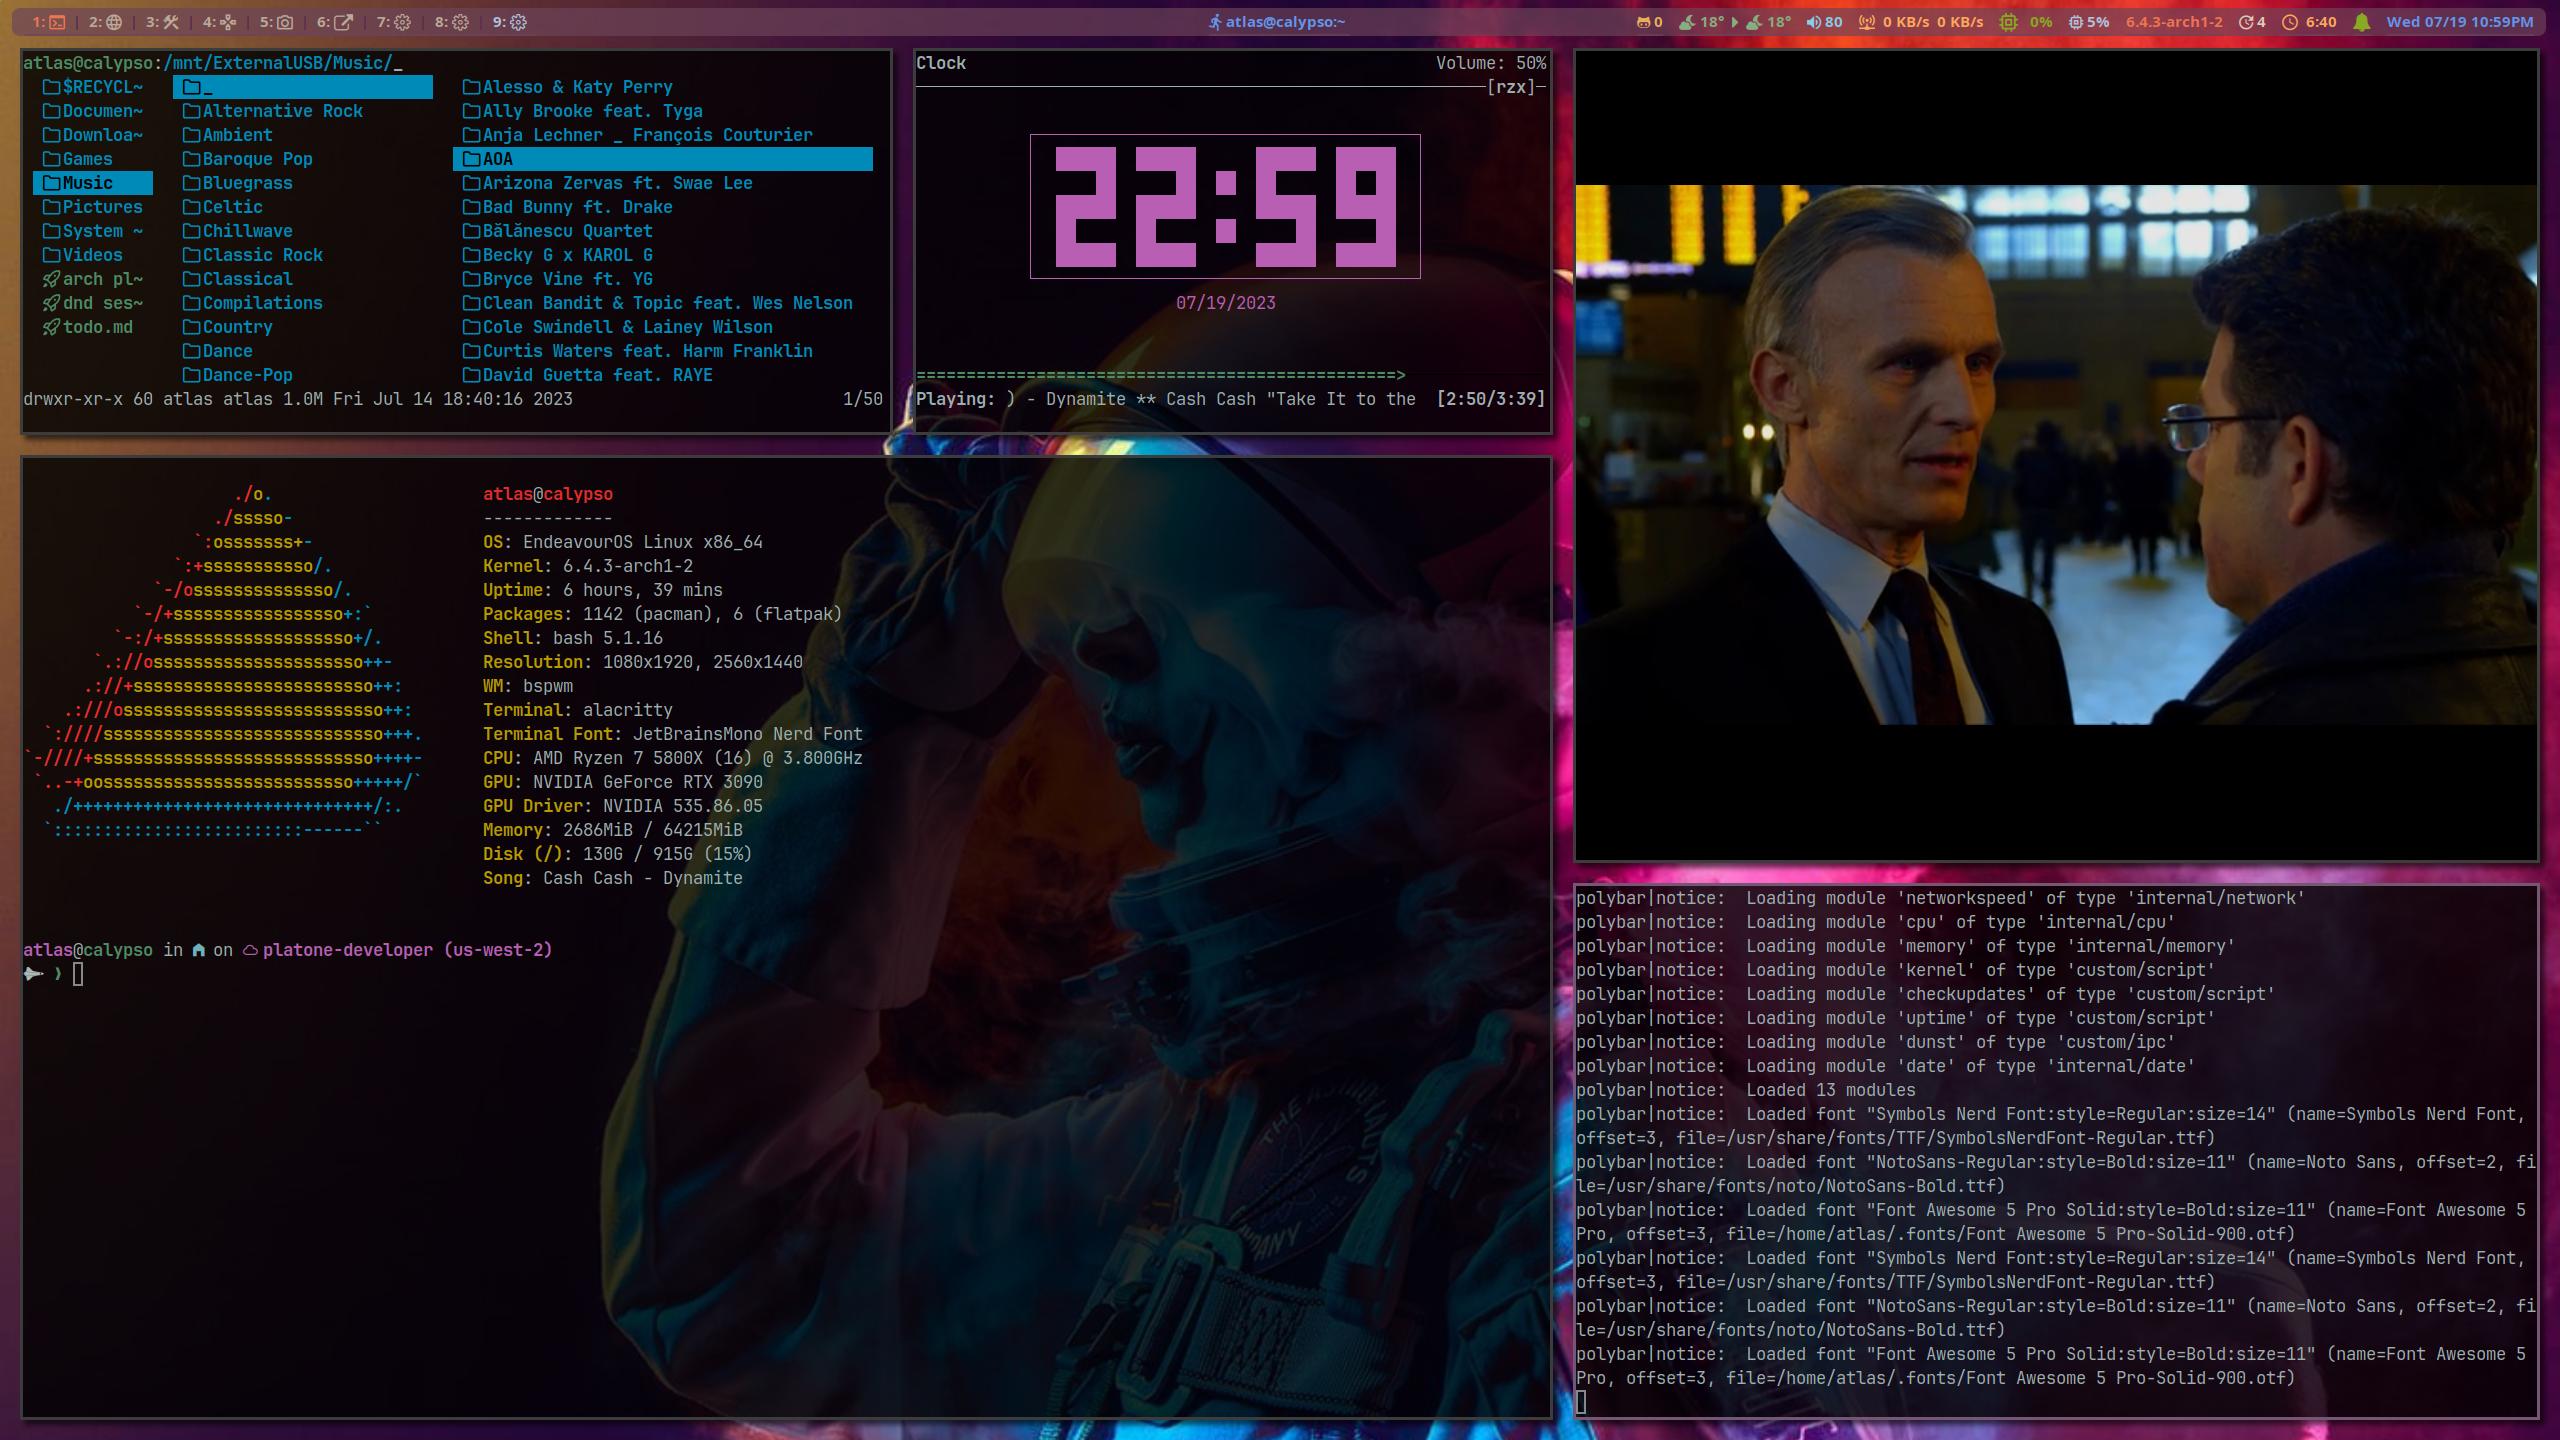 1: | 2: | 3: | 4: | 5: | 6: | 7: | 8: | 9:
atlas@calypso:~
0 18° 18° 80 0 KB/s 0 KB/s 0% 5% 6.4.3-arch1-2 4 6:40 Wed 07/19 10:59PM
atlas@calypso:/mnt/ExternalUSB/Music/_
$RECYCL~ _ Alesso & Katy Perry
Documen~ Alternative Rock Ally Brooke feat. Tyga
Downloa~ Ambient Anja Lechner _ François Couturier
Games Baroque Pop AOA
Music Bluegrass Arizona Zervas ft. Swae Lee
Pictures Celtic Bad Bunny ft. Drake
System ~ Chillwave Bălănescu Quartet
Videos Classic Rock Becky G x KAROL G
arch pl~ Classical Bryce Vine ft. YG
dnd ses~ Compilations Clean Bandit & Topic feat. Wes Nelson
todo.md Country Cole Swindell & Lainey Wilson
Dance Curtis Waters feat. Harm Franklin
Dance-Pop David Guetta feat. RAYE
drwxr-xr-x 60 atlas atlas 1.0M Fri Jul 14 18:40:16 2023 1/50
Clock Volume: 50%
[rzx]
22:59
07/19/2023
================================================>
Playing: ) - Dynamite ** Cash Cash "Take It to the [2:50/3:39]
./o.
./sssso-
`:osssssss+-
`:+sssssssssso/.
`-/ossssssssssssso/.
`-/+sssssssssssssssso+:`
`-:/+sssssssssssssssssso+/.
`.://osssssssssssssssssssso++-
.://+ssssssssssssssssssssssso++:
.:///ossssssssssssssssssssssssso++:
`:////ssssssssssssssssssssssssssso+++.
`-////+ssssssssssssssssssssssssssso++++-
`..-+oosssssssssssssssssssssssso+++++/`
./++++++++++++++++++++++++++++++/:.
`:::::::::::::::::::::::::------``
atlas@calypso
-------------
OS: EndeavourOS Linux x86_64
Kernel: 6.4.3-arch1-2
Uptime: 6 hours, 39 mins
Packages: 1142 (pacman), 6 (flatpak)
Shell: bash 5.1.16
Resolution: 1080x1920, 2560x1440
WM: bspwm
Terminal: alacritty
Terminal Font: JetBrainsMono Nerd Font
CPU: AMD Ryzen 7 5800X (16) @ 3.800GHz
GPU: NVIDIA GeForce RTX 3090
GPU Driver: NVIDIA 535.86.05
Memory: 2686MiB / 64215MiB
Disk (/): 130G / 915G (15%)
Song: Cash Cash - Dynamite
atlas@calypso in on platone-developer (us-west-2)
polybar|notice: Loading module 'networkspeed' of type 'internal/network'
polybar|notice: Loading module 'cpu' of type 'internal/cpu'
polybar|notice: Loading module 'memory' of type 'internal/memory'
polybar|notice: Loading module 'kernel' of type 'custom/script'
polybar|notice: Loading module 'checkupdates' of type 'custom/script'
polybar|notice: Loading module 'uptime' of type 'custom/script'
polybar|notice: Loading module 'dunst' of type 'custom/ipc'
polybar|notice: Loading module 'date' of type 'internal/date'
polybar|notice: Loaded 13 modules
polybar|notice: Loaded font "Symbols Nerd Font:style=Regular:size=14" (name=Symbols Nerd Font,
offset=3, file=/usr/share/fonts/TTF/SymbolsNerdFont-Regular.ttf)
polybar|notice: Loaded font "NotoSans-Regular:style=Bold:size=11" (name=Noto Sans, offset=2, fi
le=/usr/share/fonts/noto/NotoSans-Bold.ttf)
polybar|notice: Loaded font "Font Awesome 5 Pro Solid:style=Bold:size=11" (name=Font Awesome 5
Pro, offset=3, file=/home/atlas/.fonts/Font Awesome 5 Pro-Solid-900.otf)
polybar|notice: Loaded font "Symbols Nerd Font:style=Regular:size=14" (name=Symbols Nerd Font,
offset=3, file=/usr/share/fonts/TTF/SymbolsNerdFont-Regular.ttf)
polybar|notice: Loaded font "NotoSans-Regular:style=Bold:size=11" (name=Noto Sans, offset=2, fi
le=/usr/share/fonts/noto/NotoSans-Bold.ttf)
polybar|notice: Loaded font "Font Awesome 5 Pro Solid:style=Bold:size=11" (name=Font Awesome 5
Pro, offset=3, file=/home/atlas/.fonts/Font Awesome 5 Pro-Solid-900.otf)